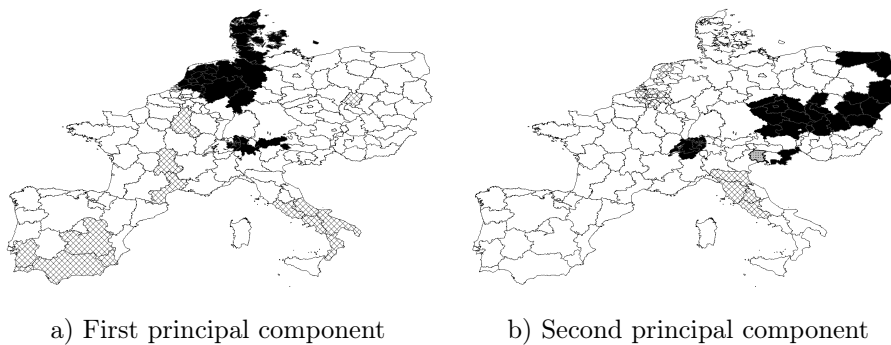 a) First principal component
b) Second principal component